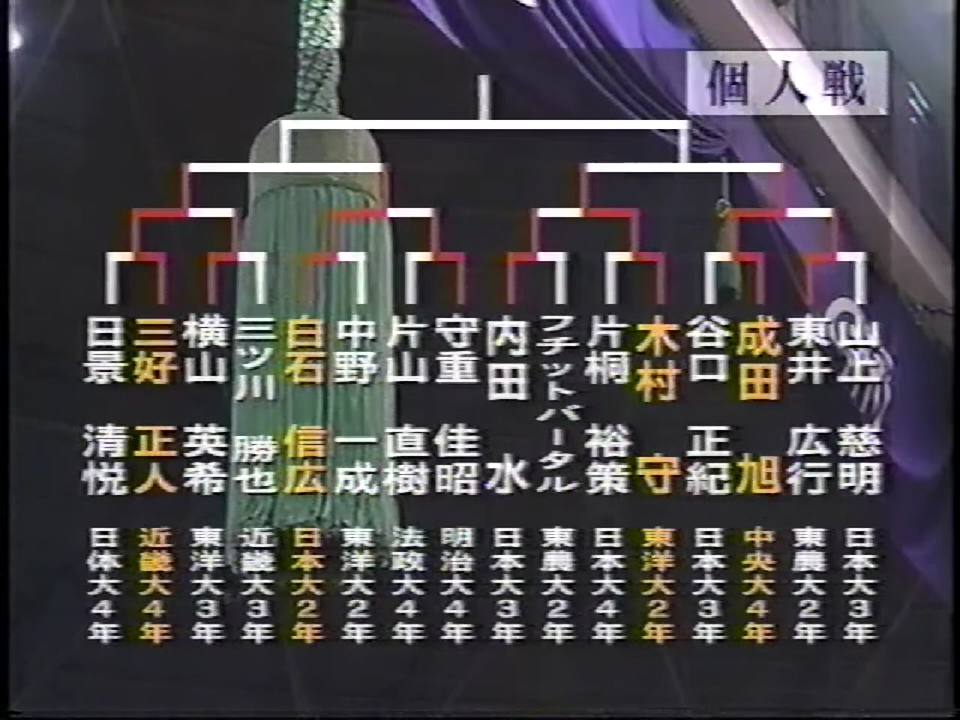 個人戦
日景 清悦 日体大4年
三好 正人 近畿大4年
横山 英希 東洋大3年
三ツ川 勝也 近畿大3年
白石 信広 日本大2年
中野 一成 東洋大2年
片山 直樹 法政大4年
守重 佳昭 明治大4年
内田 水 日本大3年
フチットバータル 東農大2年
片桐 裕策 日本大4年
木村 守 東洋大2年
谷口 正紀 日本大3年
成田 旭 中央大4年
東井 広行 東農大2年
山上 慈明 日本大3年